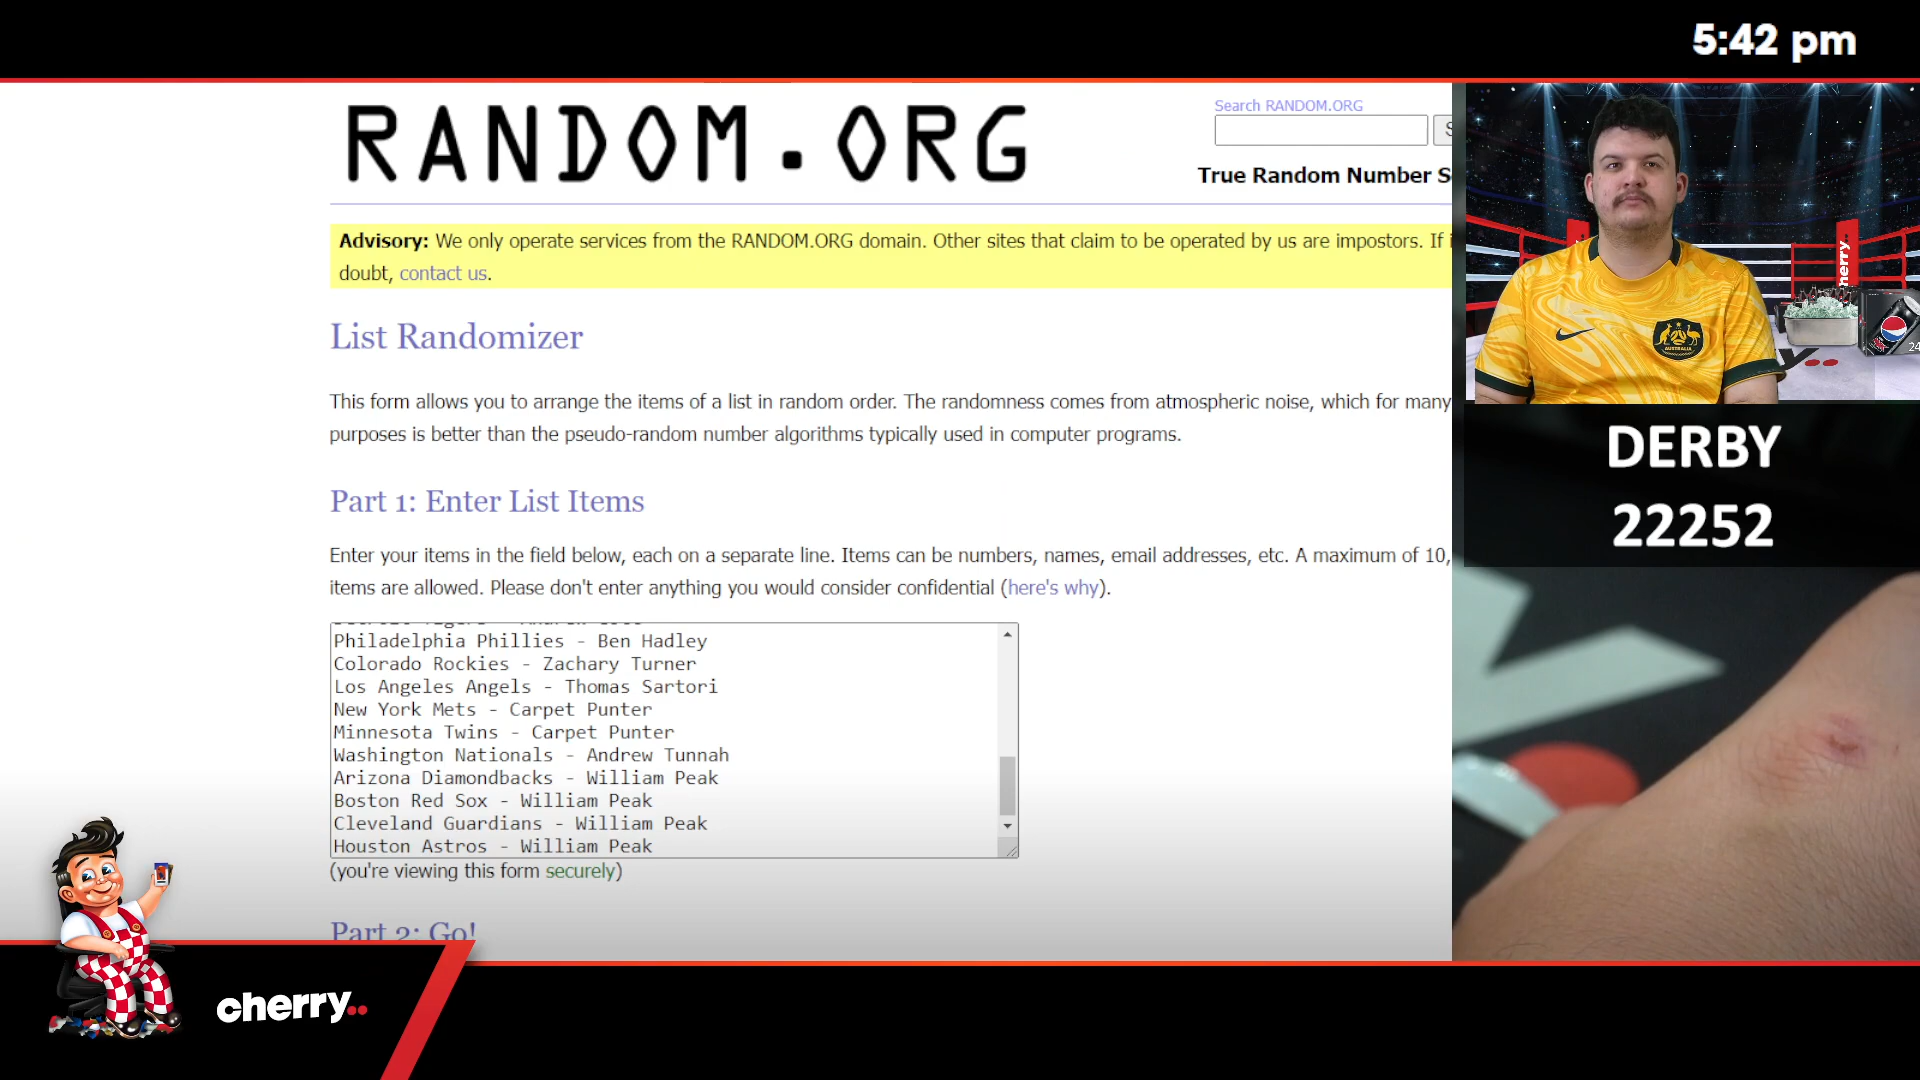 5:42 pm
RANDOM.ORG
Search RANDOM.ORG
True Random Number S
Advisory: We only operate services from the RANDOM.ORG domain. Other sites that claim to be operated by us are impostors. If
doubt, contact us.
List Randomizer
This form allows you to arrange the items of a list in random order. The randomness comes from atmospheric noise, which for many
purposes is better than the pseudo-random number algorithms typically used in computer programs.
Part 1: Enter List Items
Enter your items in the field below, each on a separate line. Items can be numbers, names, email addresses, etc. A maximum of 10,
items are allowed. Please don't enter anything you would consider confidential (here's why).
Philadelphia Phillies - Ben Hadley
Colorado Rockies - Zachary Turner
Los Angeles Angels - Thomas Sartori
New York Mets - Carpet Punter
Minnesota Twins - Carpet Punter
Washington Nationals - Andrew Tunnah
Arizona Diamondbacks - William Peak
Boston Red Sox - William Peak
Cleveland Guardians - William Peak
Houston Astros - William Peak
(you're viewing this form securely)
Part 2: Go!
cherry..
herry.
AUSTRALIA
24
DERBY
22252